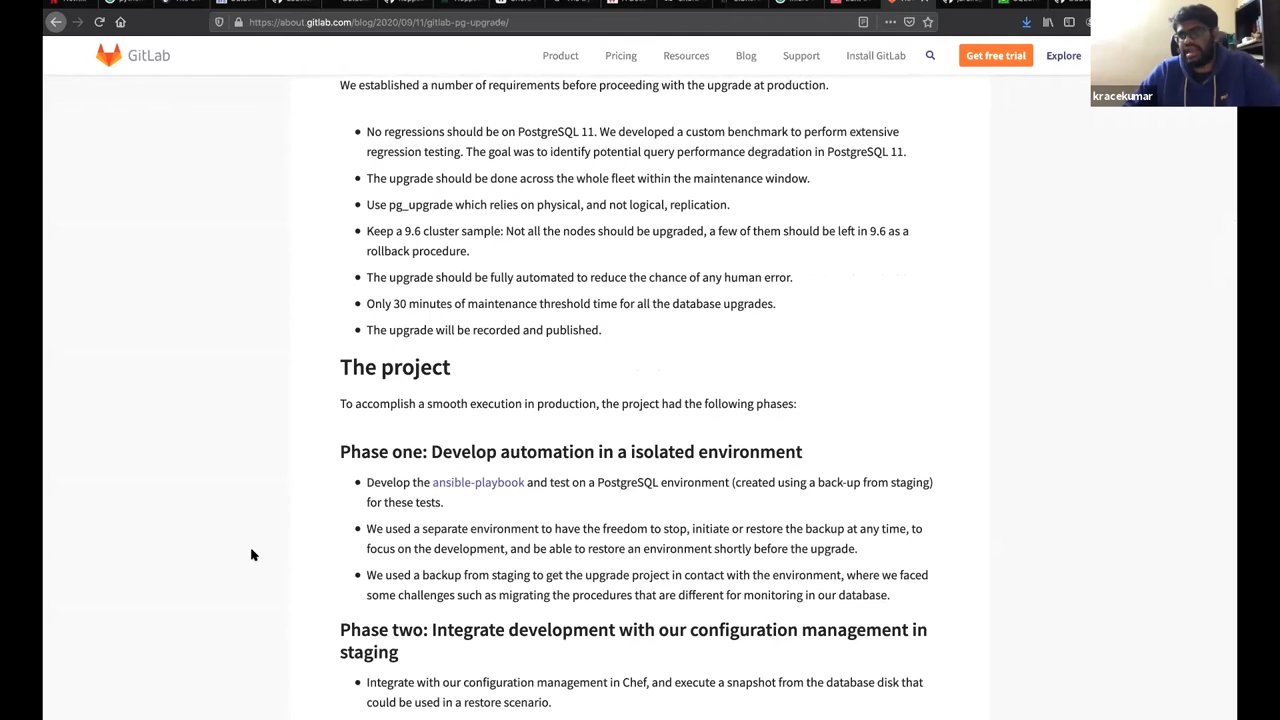 https://about.gitlab.com/blog/2020/09/11/gitlab-pg-upgrade/
GitLab
Product
Pricing
Resources
Blog
Support
Install GitLab
Get free trial
Explore
kracekumar
We established a number of requirements before proceeding with the upgrade at production.
• No regressions should be on PostgreSQL 11. We developed a custom benchmark to perform extensive
regression testing. The goal was to identify potential query performance degradation in PostgreSQL 11.
• The upgrade should be done across the whole fleet within the maintenance window.
• Use pg_upgrade which relies on physical, and not logical, replication.
• Keep a 9.6 cluster sample: Not all the nodes should be upgraded, a few of them should be left in 9.6 as a
rollback procedure.
• The upgrade should be fully automated to reduce the chance of any human error.
• Only 30 minutes of maintenance threshold time for all the database upgrades.
• The upgrade will be recorded and published.
The project
To accomplish a smooth execution in production, the project had the following phases:
Phase one: Develop automation in a isolated environment
• Develop the ansible-playbook and test on a PostgreSQL environment (created using a back-up from staging)
for these tests.
• We used a separate environment to have the freedom to stop, initiate or restore the backup at any time, to
focus on the development, and be able to restore an environment shortly before the upgrade.
• We used a backup from staging to get the upgrade project in contact with the environment, where we faced
some challenges such as migrating the procedures that are different for monitoring in our database.
Phase two: Integrate development with our configuration management in
staging
• Integrate with our configuration management in Chef, and execute a snapshot from the database disk that
could be used in a restore scenario.